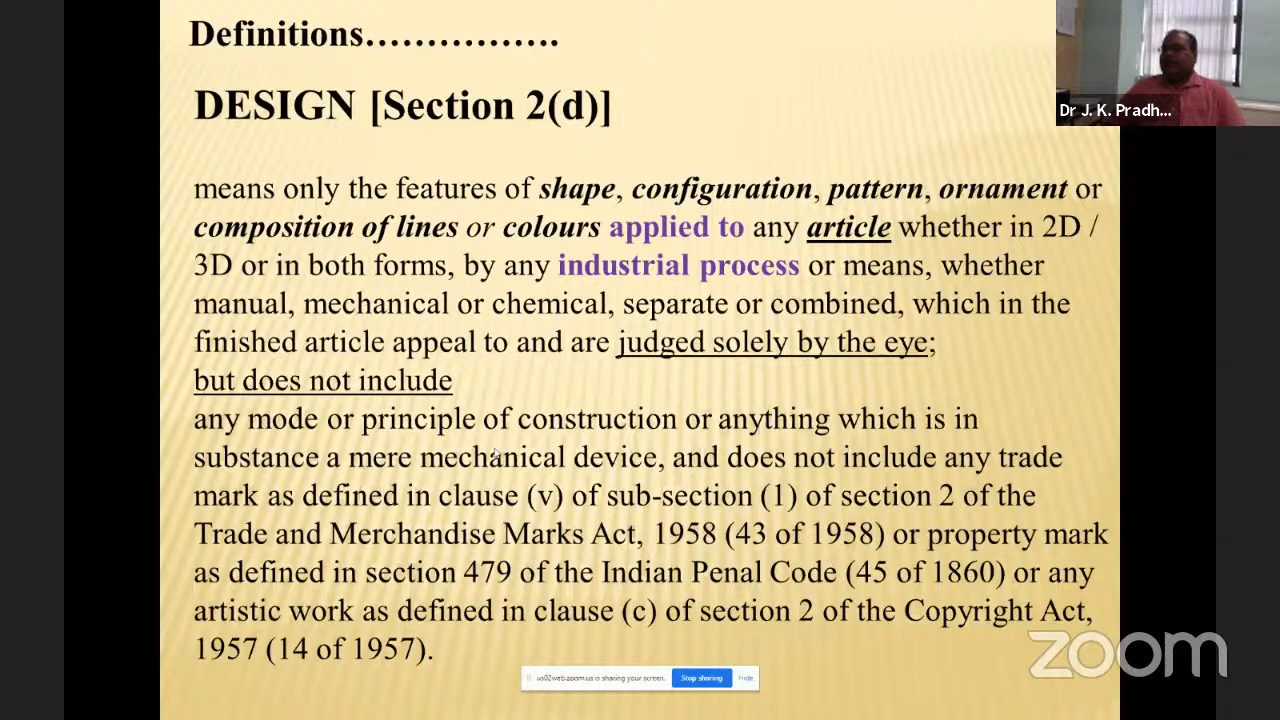 Definitions…………….
DESIGN [Section 2(d)]
means only the features of shape, configuration, pattern, ornament or
composition of lines or colours applied to any article whether in 2D /
3D or in both forms, by any industrial process or means, whether
manual, mechanical or chemical, separate or combined, which in the
finished article appeal to and are judged solely by the eye;
but does not include
any mode or principle of construction or anything which is in
substance a mere mechanical device, and does not include any trade
mark as defined in clause (v) of sub-section (1) of section 2 of the
Trade and Merchandise Marks Act, 1958 (43 of 1958) or property mark
as defined in section 479 of the Indian Penal Code (45 of 1860) or any
artistic work as defined in clause (c) of section 2 of the Copyright Act,
1957 (14 of 1957).
Dr J. K. Pradh...
zoom
us02web.zoom.us is sharing your screen. Stop sharing Hide